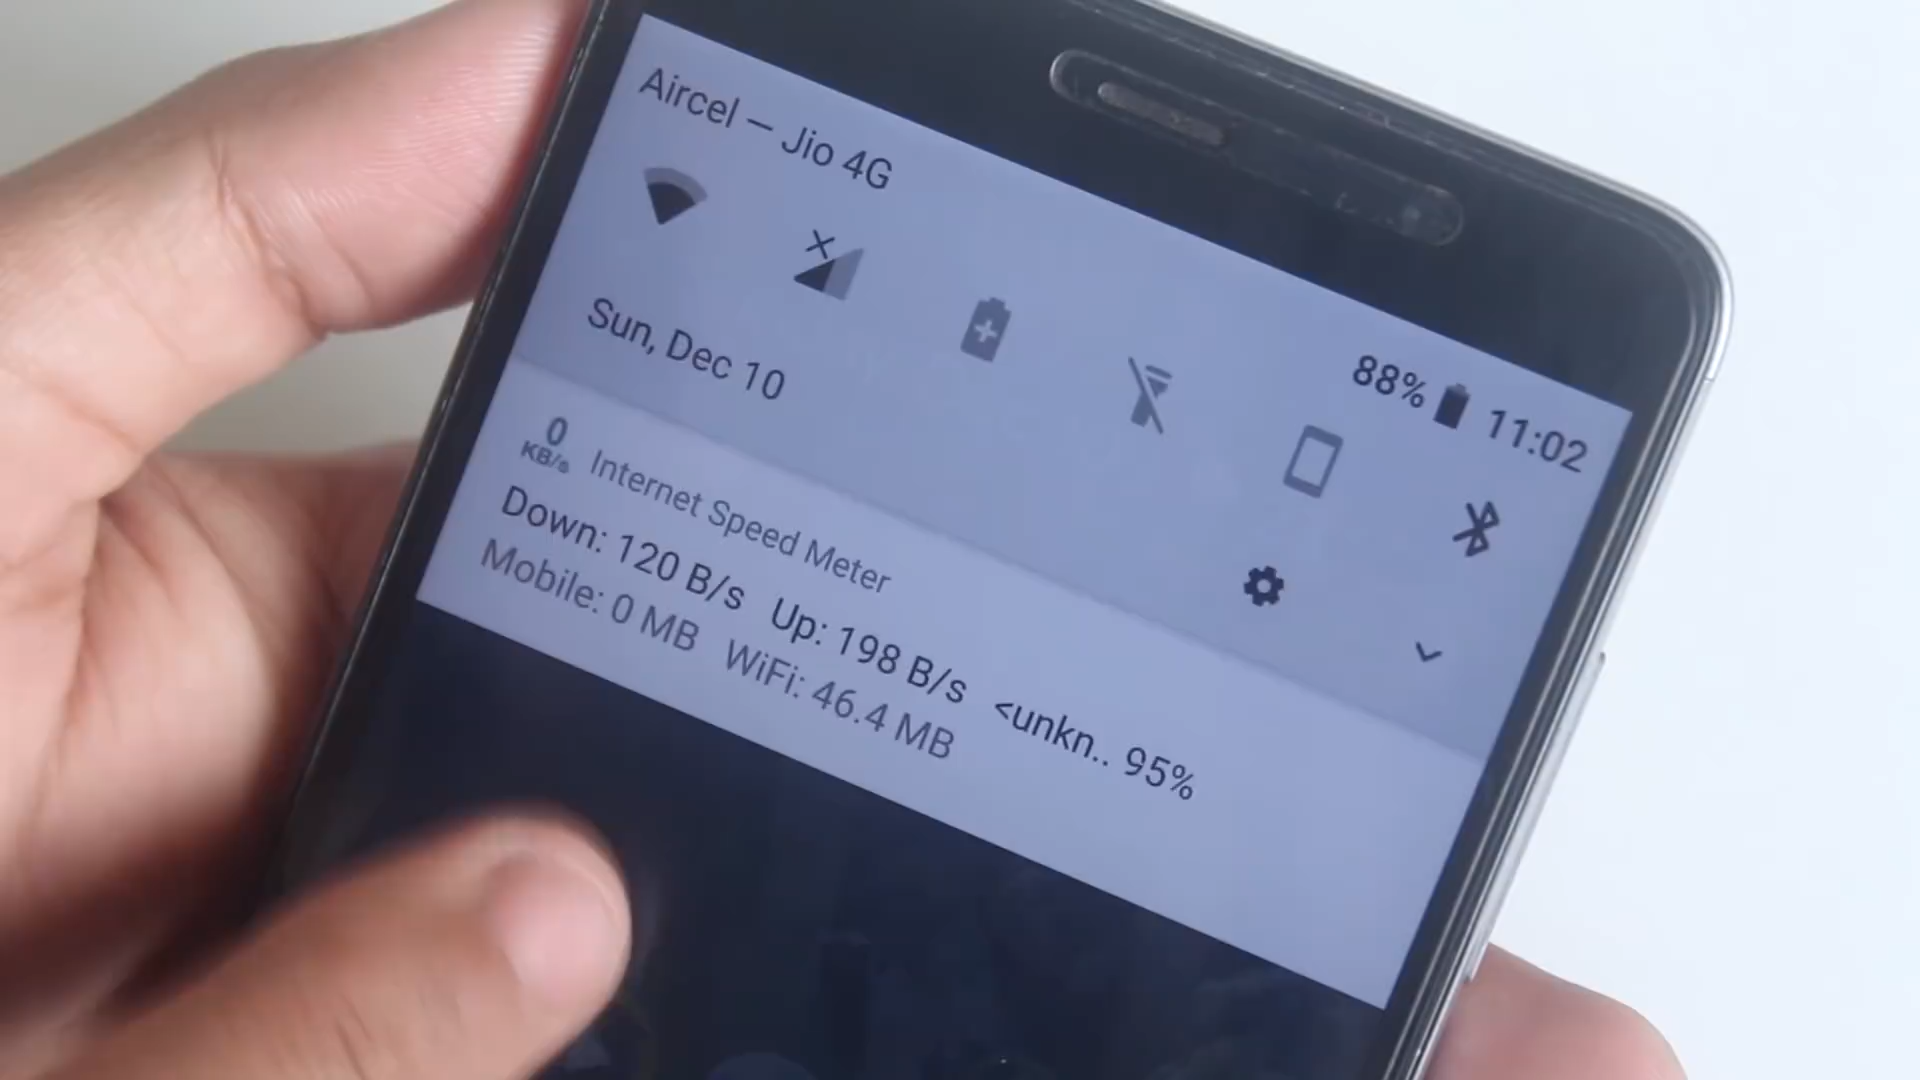 Aircel — Jio 4G
88% 11:02
Sun, Dec 10
0
KB/s
Internet Speed Meter
Down: 120 B/s Up: 198 B/s <unkn.. 95%
Mobile: 0 MB WiFi: 46.4 MB